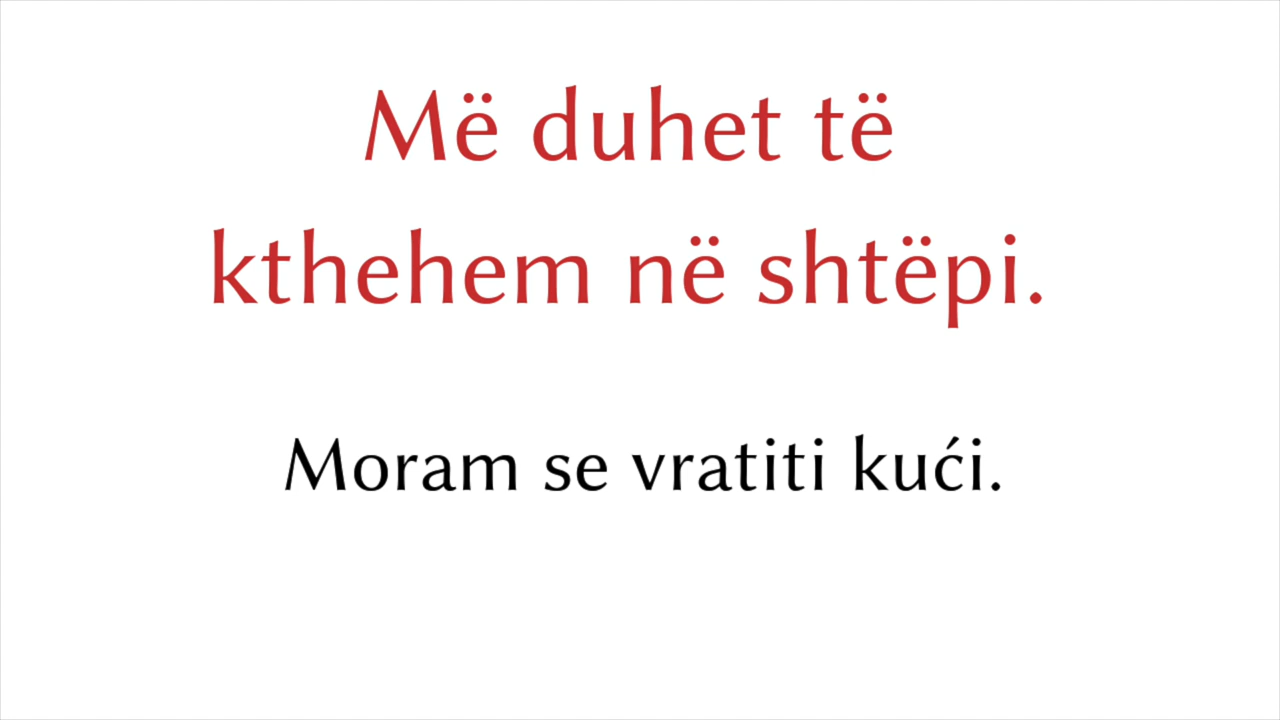 Më duhet të
kthehem në shtëpi.
Moram se vratiti kući.